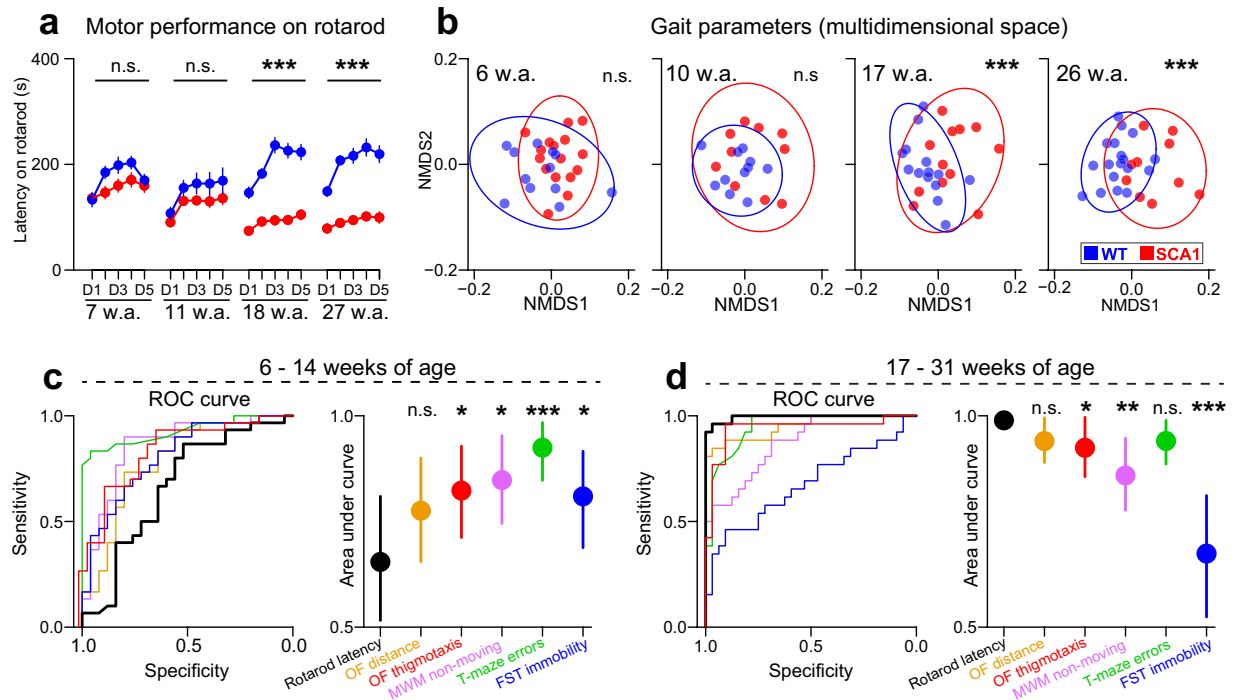 a Motor performance on rotarod
Latency on rotarod (s)
400
200
0
n.s. n.s. *** ***
D1 D3 D5 D1 D3 D5 D1 D3 D5 D1 D3 D5
7 w.a. 11 w.a. 18 w.a. 27 w.a.
b Gait parameters (multidimensional space)
NMDS2
0.2
0.0
−0.2
6 w.a. n.s.
10 w.a. n.s
17 w.a. ***
26 w.a. ***
WT SCA1
−0.2 0.0 0.2 −0.2 0.0 0.2 −0.2 0.0 0.2 −0.2 0.0 0.2
NMDS1 NMDS1 NMDS1 NMDS1
c 6 - 14 weeks of age
ROC curve
Sensitivity
1.0
0.5
0.0
1.0 0.5 0.0
Specificity
Area under curve
1.0
0.5
n.s. * * *** *
Rotarod latency
OF distance
OF thigmotaxis
MWM non-moving
T-maze errors
FST immobility
d 17 - 31 weeks of age
ROC curve
Sensitivity
1.0
0.5
0.0
1.0 0.5 0.0
Specificity
Area under curve
1.0
0.5
n.s. * ** n.s. ***
Rotarod latency
OF distance
OF thigmotaxis
MWM non-moving
T-maze errors
FST immobility